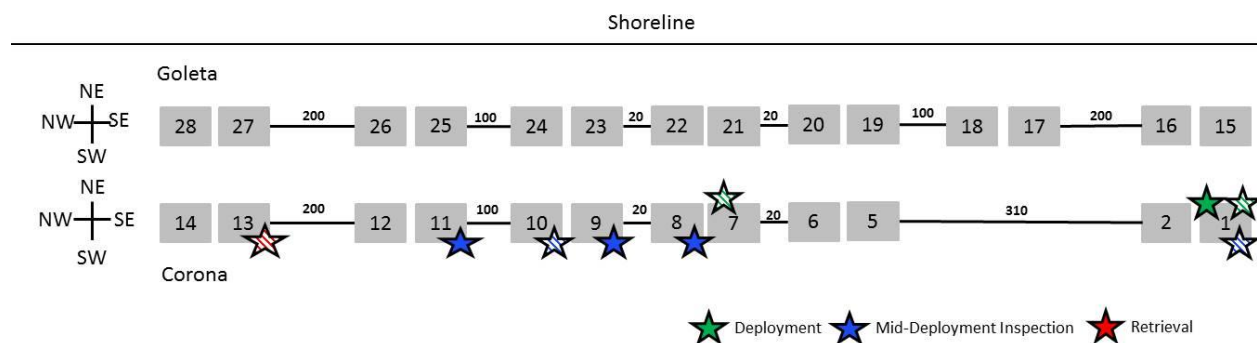 Shoreline
Goleta
NE
NW SE
SW
28 27 200 26 25 100 24 23 20 22 21 20 20 19 100 18 17 200 16 15
NE
NW SE
SW
14 13 200 12 11 100 10 9 20 8 7 20 6 5 310 2 1
Corona
Deployment Mid-Deployment Inspection Retrieval